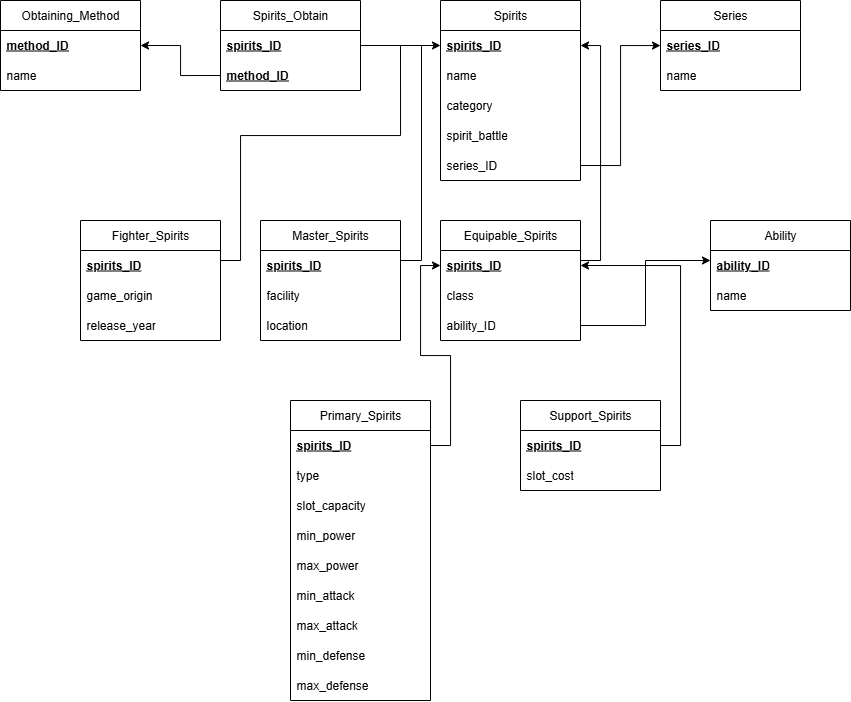 Obtaining_Method
method_ID
name
Spirits_Obtain
spirits_ID
method_ID
Spirits
spirits_ID
name
category
spirit_battle
series_ID
Series
series_ID
name
Fighter_Spirits
spirits_ID
game_origin
release_year
Master_Spirits
spirits_ID
facility
location
Equipable_Spirits
spirits_ID
class
ability_ID
Ability
ability_ID
name
Primary_Spirits
spirits_ID
type
slot_capacity
min_power
max_power
min_attack
max_attack
min_defense
max_defense
Support_Spirits
spirits_ID
slot_cost